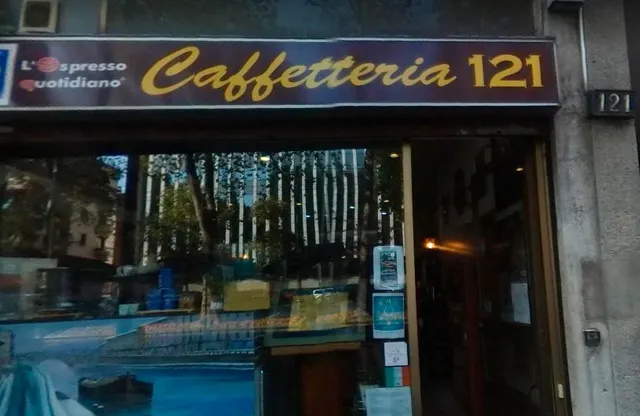 L'espresso
quotidiano
Caffetteria 121
121